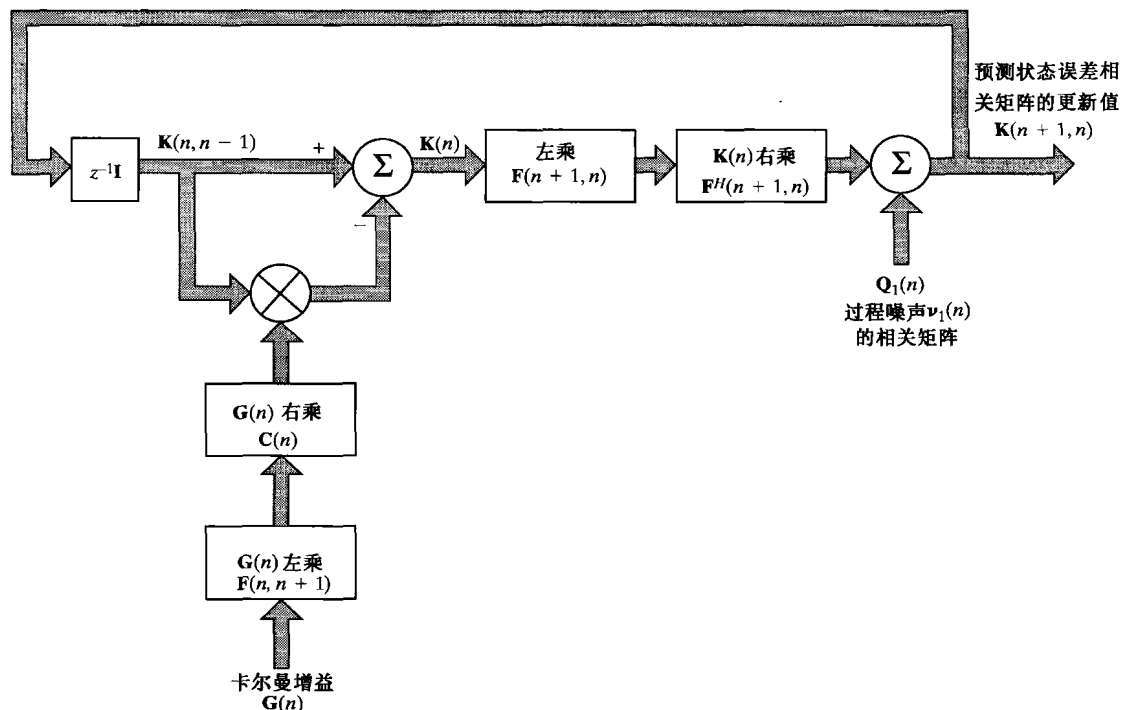 预测状态误差相
关矩阵的更新值
K(n + 1, n)
K(n, n − 1)
+
K(n)
z⁻¹I
Σ
左乘
F(n + 1, n)
K(n) 右乘
Fᴴ(n + 1, n)
Σ
−
Q₁(n)
过程噪声ν₁(n)
的相关矩阵
G(n) 右乘
C(n)
G(n) 左乘
F(n, n + 1)
卡尔曼增益
G(n)